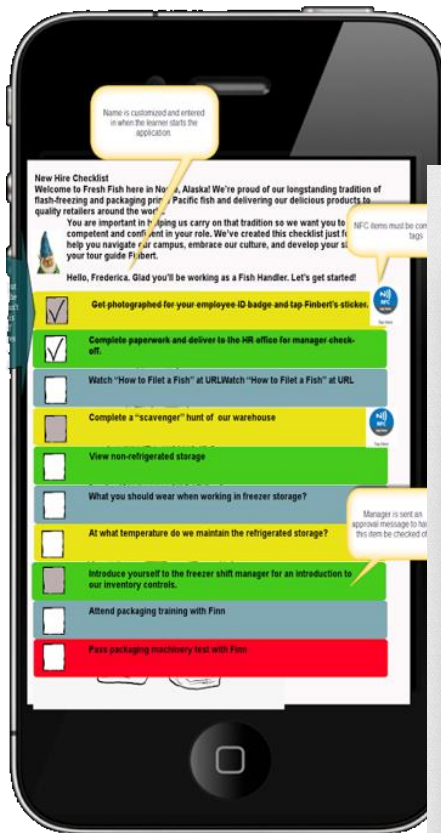 Name is customized and entered
in when the learner starts the
application.
New Hire Checklist
Welcome to Fresh Fish here in Nome, Alaska! We're proud of our longstanding tradition of
flash-freezing and packaging prime Pacific fish and delivering our delicious products to
quality retailers around the world.
You are important in helping us carry on that tradition so we want you to
competent and confident in your role. We've created this checklist just
help you navigate our campus, embrace our culture, and develop your
your tour guide Finbert.
NFC items must be
tags
Hello, Frederica. Glad you'll be working as a Fish Handler. Let's get started!
Get photographed for your employee ID badge and tap Finbert's sticker.
NFC
Complete paperwork and deliver to the HR office for manager check-
off.
Watch "How to Filet a Fish" at URLWatch "How to Filet a Fish" at URL
Complete a "scavenger" hunt of our warehouse
NFC
View non-refrigerated storage
What you should wear when working in freezer storage?
At what temperature do we maintain the refrigerated storage?
Manager is sent an
approval message to
this item be checked
Introduce yourself to the freezer shift manager for an introduction to
our inventory controls.
Attend packaging training with Finn
Pass packaging machinery test with Finn